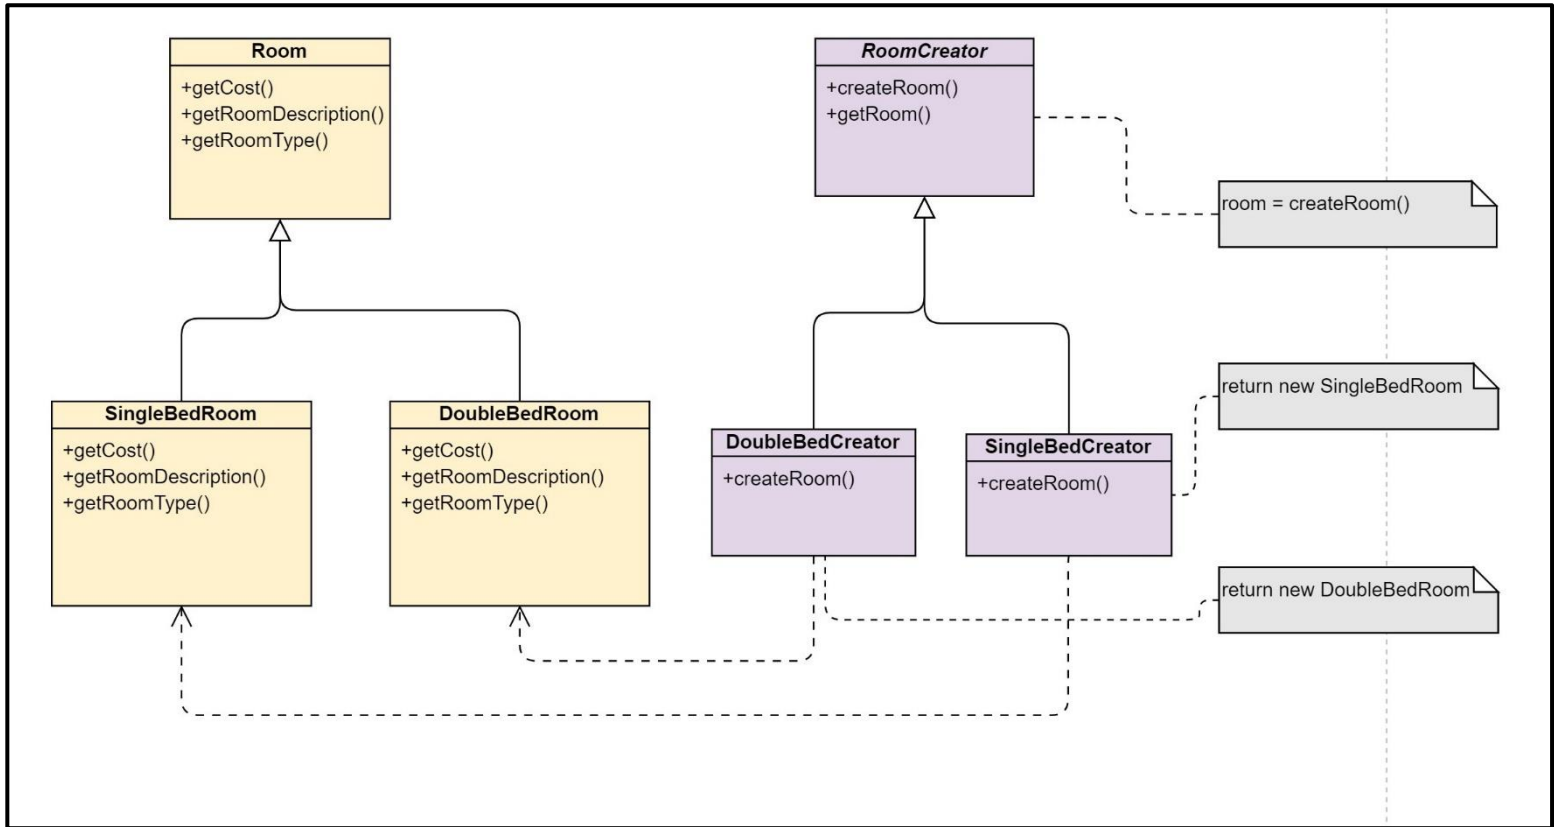 Room
+getCost()
+getRoomDescription()
+getRoomType()
RoomCreator
+createRoom()
+getRoom()
room = createRoom()
SingleBedRoom
+getCost()
+getRoomDescription()
+getRoomType()
DoubleBedRoom
+getCost()
+getRoomDescription()
+getRoomType()
DoubleBedCreator
+createRoom()
SingleBedCreator
+createRoom()
return new SingleBedRoom
return new DoubleBedRoom